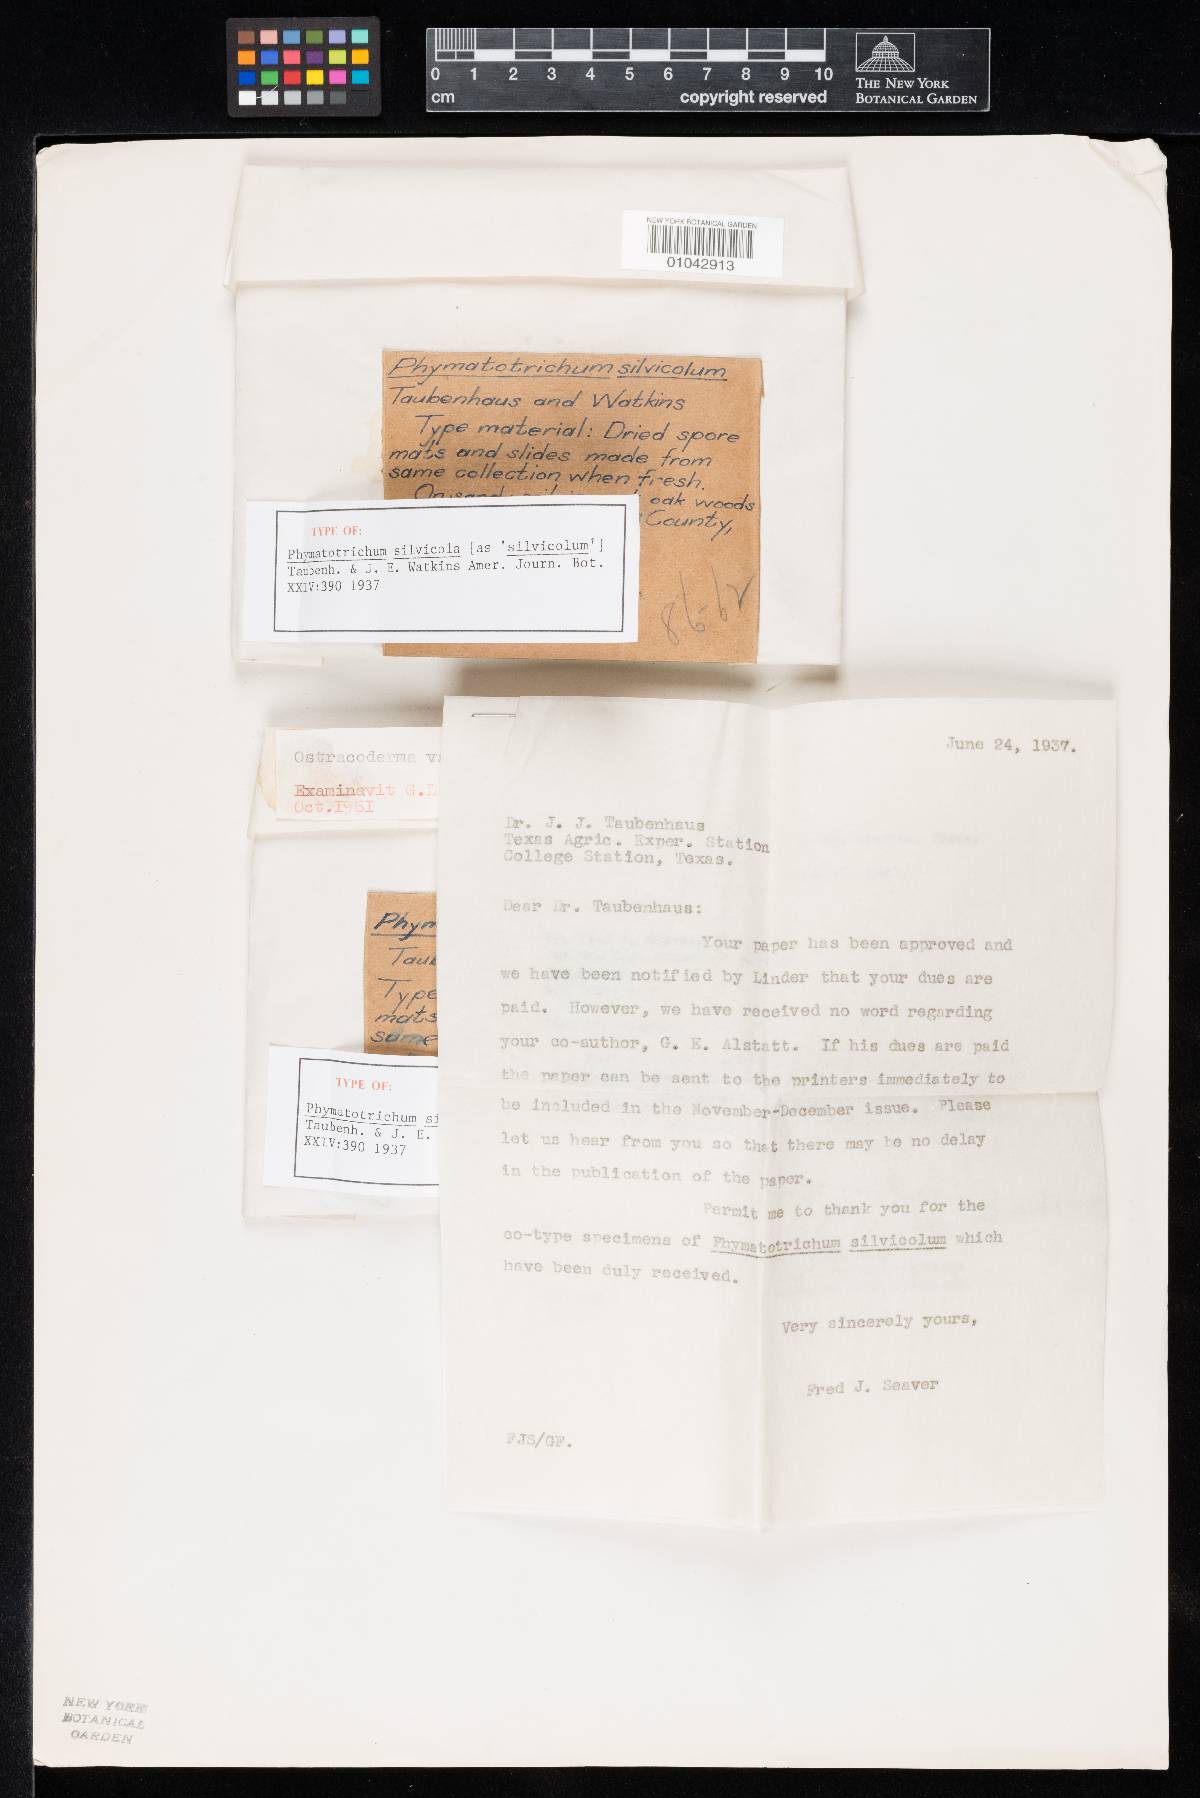 0 1 2 3 4 5 6 7 8 9 10
cm copyright reserved
THE NEW YORK
BOTANICAL GARDEN
NEW YORK BOTANICAL GARDEN
01042913
Phymatotrichum silvicolum
Taubenhaus and Watkins
Type material: Dried spore
mats and slides made from
same collection when fresh.
oak woods
County,
TYPE OF:
Phymatotrichum silvicola [as 'silvicolum']
Taubenh. & J. E. Watkins Amer. Journ. Bot.
XXIV:390 1937
Ostracoderma
Examinavit G.
Oct.1961
Phym
Taub
Type
mats
same
TYPE OF:
Phymatotrichum si
Taubenh. & J. E.
XXIV:390 1937
June 24, 1937.
Dr. J. J. Taubenhaus
Texas Agric. Exper. Station
College Station, Texas.
Dear Dr. Taubenhaus:
Your paper has been approved and
we have been notified by Linder that your dues are
paid. However, we have received no word regarding
your co-author, G. E. Alstatt. If his dues are paid
the paper can be sent to the printers immediately to
be included in the November-December issue. Please
let us hear from you so that there may be no delay
in the publication of the paper.
Permit me to thank you for the
co-type specimens of Phymatotrichum silvicolum which
have been duly received.
Very sincerely yours,
Fred J. Seaver
FJS/GF.
NEW YORK
BOTANICAL
GARDEN